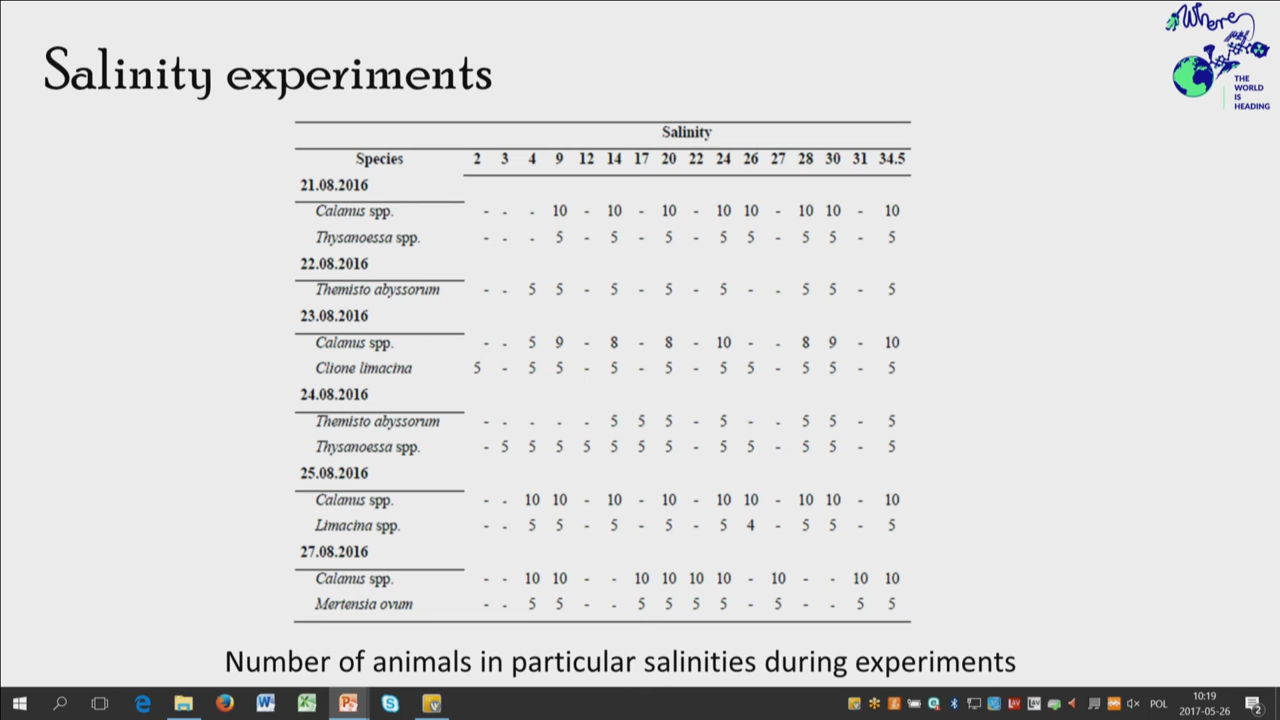 Where
THE
WORLD
IS
HEADING
Salinity experiments
Salinity
Species 2 3 4 9 12 14 17 20 22 24 26 27 28 30 31 34.5
21.08.2016
Calanus spp. - - - 10 - 10 - 10 - 10 10 - 10 10 - 10
Thysanoessa spp. - - - 5 - 5 - 5 - 5 5 - 5 5 - 5
22.08.2016
Themisto abyssorum - - 5 5 - 5 - 5 - 5 - - 5 5 - 5
23.08.2016
Calanus spp. - - 5 9 - 8 - 8 - 10 - - 8 9 - 10
Clione limacina 5 - 5 5 - 5 - 5 - 5 5 - 5 5 - 5
24.08.2016
Themisto abyssorum - - - - - 5 5 5 - 5 - - 5 5 - 5
Thysanoessa spp. - 5 5 5 5 5 5 5 - 5 5 - 5 5 - 5
25.08.2016
Calanus spp. - - 10 10 - 10 - 10 - 10 10 - 10 10 - 10
Limacina spp. - - 5 5 - 5 - 5 - 5 4 - 5 5 - 5
27.08.2016
Calanus spp. - - 10 10 - - 10 10 10 10 - 10 - - 10 10
Mertensia ovum - - 5 5 - - 5 5 5 5 - 5 - - 5 5
Number of animals in particular salinities during experiments
POL
10:19
2017-05-26
2